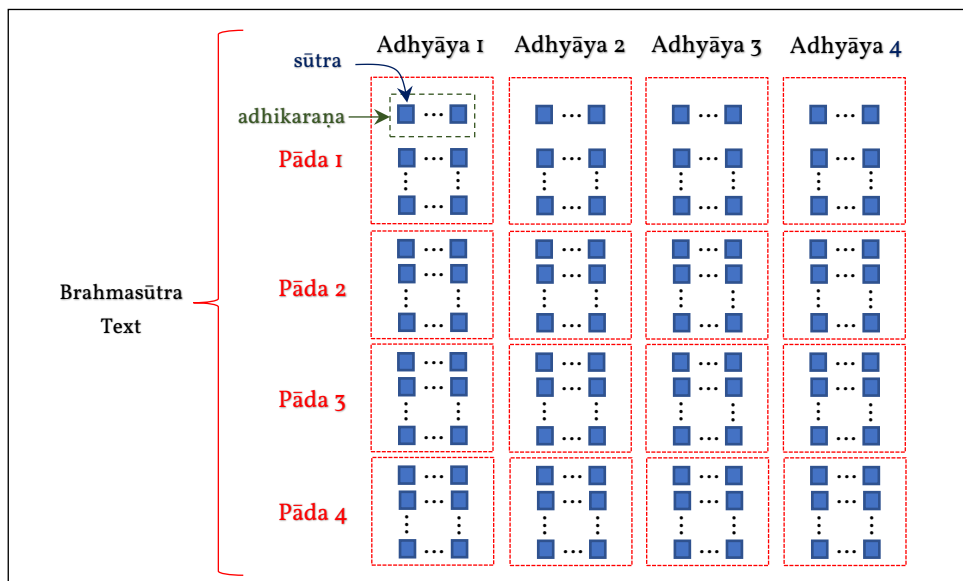 Adhyāya 1 Adhyāya 2 Adhyāya 3 Adhyāya 4
sūtra
adhikaraṇa
Pāda 1
Pāda 2
Brahmasūtra
Text
Pāda 3
Pāda 4